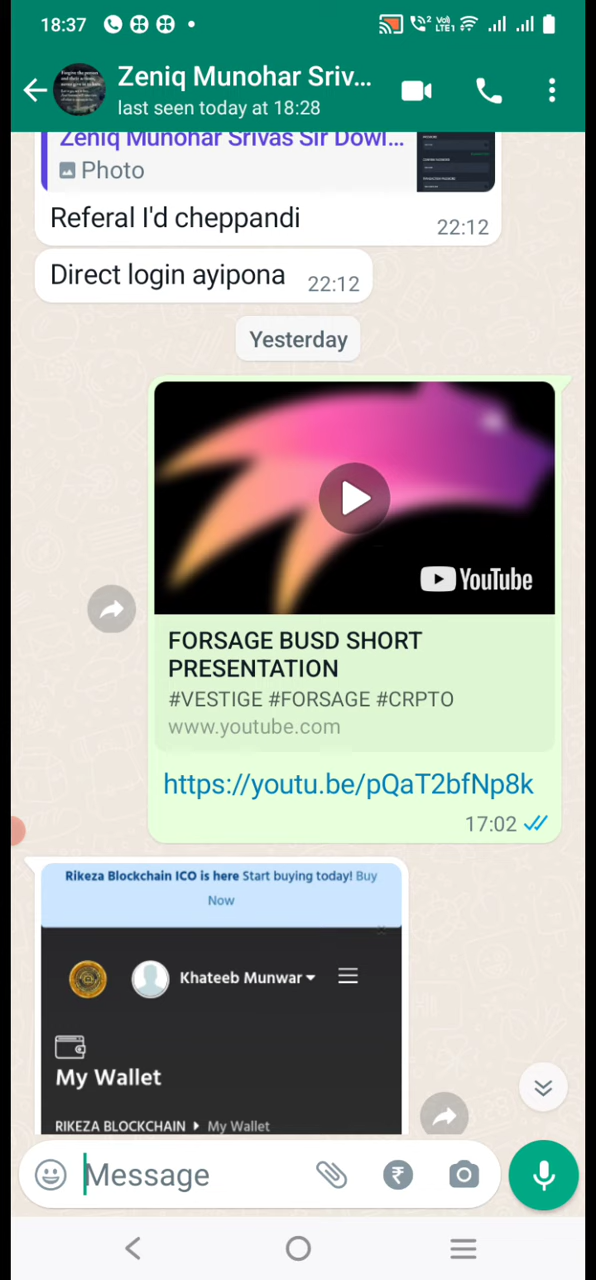 18:37
Vo)) LTE1
Zeniq Munohar Sriv...
last seen today at 18:28
Zeniq Munohar Srivas Sir Dowl...
Photo
Referal I'd cheppandi
22:12
Direct login ayipona
22:12
Yesterday
YouTube
FORSAGE BUSD SHORT
PRESENTATION
#VESTIGE #FORSAGE #CRPTO
www.youtube.com
https://youtu.be/pQaT2bfNp8k
17:02
Rikeza Blockchain ICO is here Start buying today! Buy
Now
Khateeb Munwar
My Wallet
RIKEZA BLOCKCHAIN My Wallet
Message